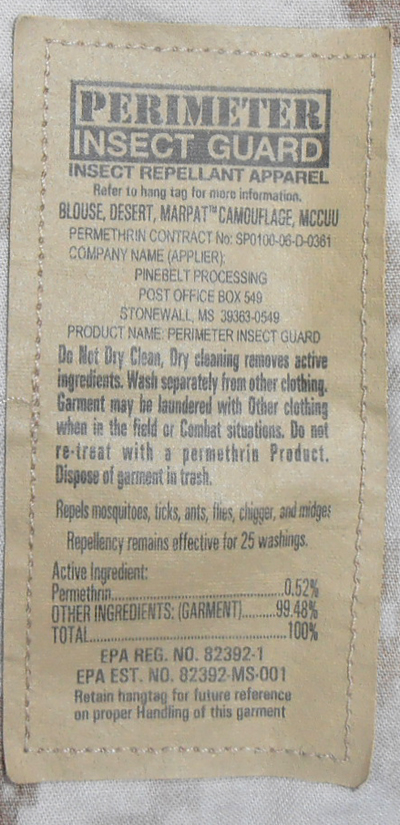 PERIMETER
INSECT GUARD
INSECT REPELLANT APPAREL
Refer to hang tag for more information.
BLOUSE, DESERT, MARPAT™ CAMOUFLAGE, MCCUU
PERMETHRIN CONTRACT No: SP0100-06-D-0361
COMPANY NAME (APPLIER):
PINEBELT PROCESSING
POST OFFICE BOX 549
STONEWALL, MS 39363-0549
PRODUCT NAME: PERIMETER INSECT GUARD
Do Not Dry Clean, Dry cleaning removes active
ingredients. Wash separately from other clothing.
Garment may be laundered with Other clothing
when in the field or Combat situations. Do not
re-treat with a permethrin Product.
Dispose of garment in trash.
Repels mosquitoes, ticks, ants, flies, chigger, and midges
Repellency remains effective for 25 washings.
Active Ingredient:
Permethrin..............................0.52%
OTHER INGREDIENTS: (GARMENT)..........99.48%
TOTAL......................................100%
EPA REG. NO. 82392-1
EPA EST. NO. 82392-MS-001
Retain hangtag for future reference
on proper Handling of this garment